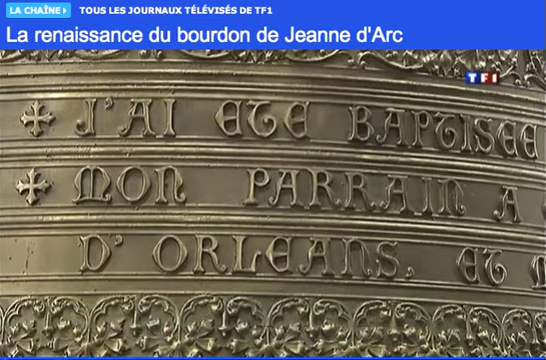 LA CHAÎNE TOUS LES JOURNAUX TÉLÉVISÉS DE TF1
La renaissance du bourdon de Jeanne d'Arc
TF1
J'AI ETE BAPTISEE
MON PARRAIN A
D'ORLEANS, ET